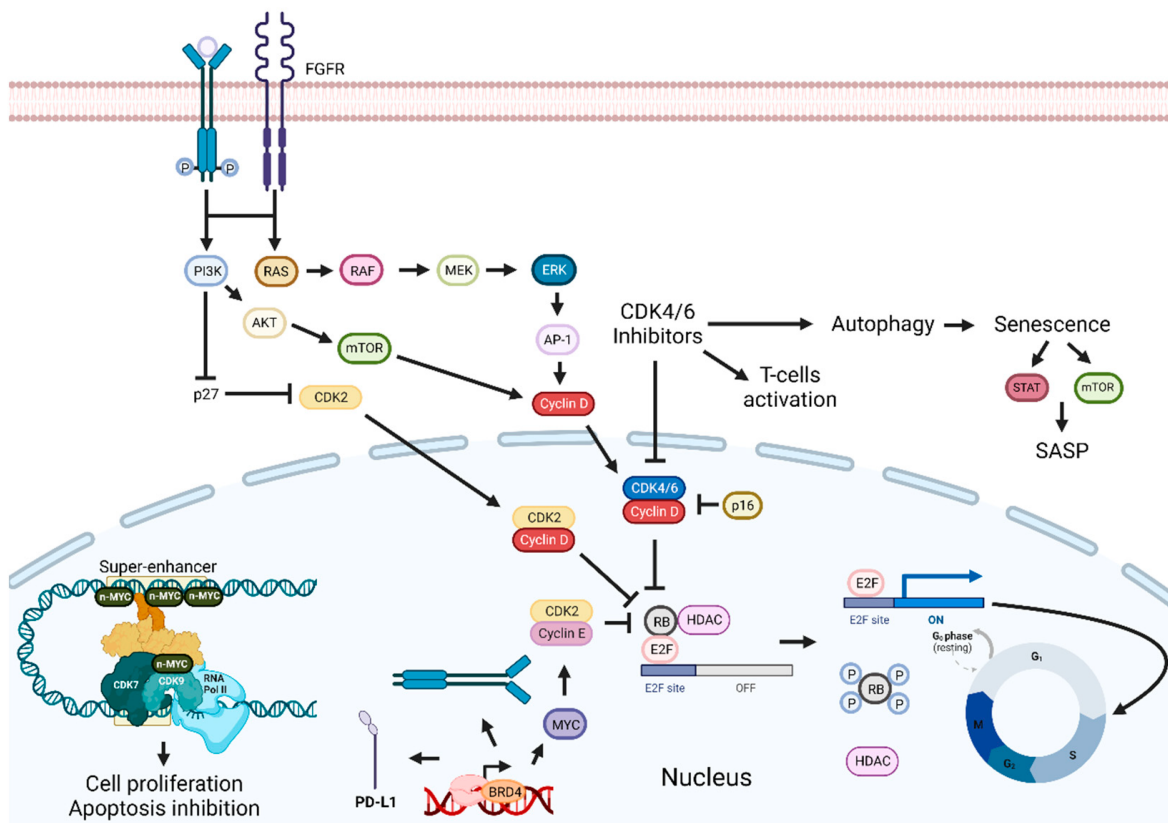 FGFR
P
P
PI3K
RAS
RAF
MEK
ERK
AKT
mTOR
AP-1
p27
CDK2
Cyclin D
CDK4/6
Inhibitors
Autophagy
Senescence
T-cells
activation
STAT
mTOR
SASP
CDK4/6
Cyclin D
p16
CDK2
Cyclin D
Super-enhancer
n-MYC
n-MYC
n-MYC
n-MYC
CDK7
CDK9
RNA
Pol II
Cell proliferation
Apoptosis inhibition
CDK2
Cyclin E
MYC
PD-L1
BRD4
RB
HDAC
E2F
E2F site
OFF
Nucleus
E2F
E2F site
ON
G₀ phase
(resting)
G₁
S
G₂
M
P
P
RB
P
P
HDAC